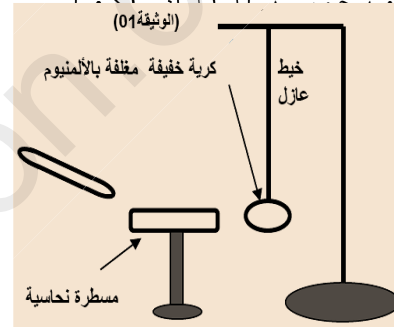 (الوثيقة01)
كرية خفيفة مغلفة بالألمنيوم
خيط
عازل
مسطرة نحاسية